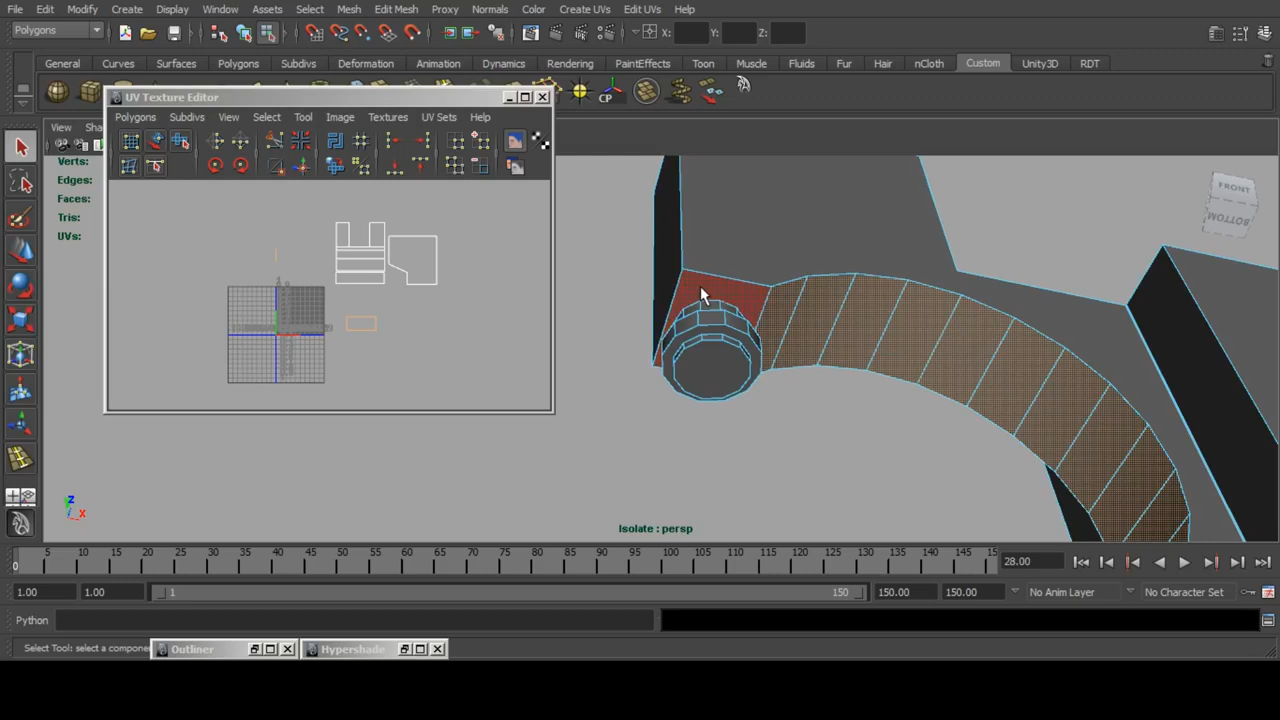 File Edit Modify Create Display Window Assets Select Mesh Edit Mesh Proxy Normals Color Create UVs Edit UVs Help
Polygons X: Y: Z:
General Curves Surfaces Polygons Subdivs Deformation Animation Dynamics Rendering PaintEffects Toon Muscle Fluids Fur Hair nCloth Custom Unity3D RDT
CP
UV Texture Editor
Polygons Subdivs View Select Tool Image Textures UV Sets Help
View Sha
Verts:
Edges:
Faces:
Tris:
UVs:
FRONT
BOTTOM
Z
X
Isolate : persp
0 5 10 15 20 25 30 35 40 45 50 55 60 65 70 75 80 85 90 95 100 105 110 115 120 125 130 135 140 145 15 28.00
1.00 1.00 1 150 150.00 150.00 No Anim Layer No Character Set
Python
Select Tool: select a compone Outliner Hypershade